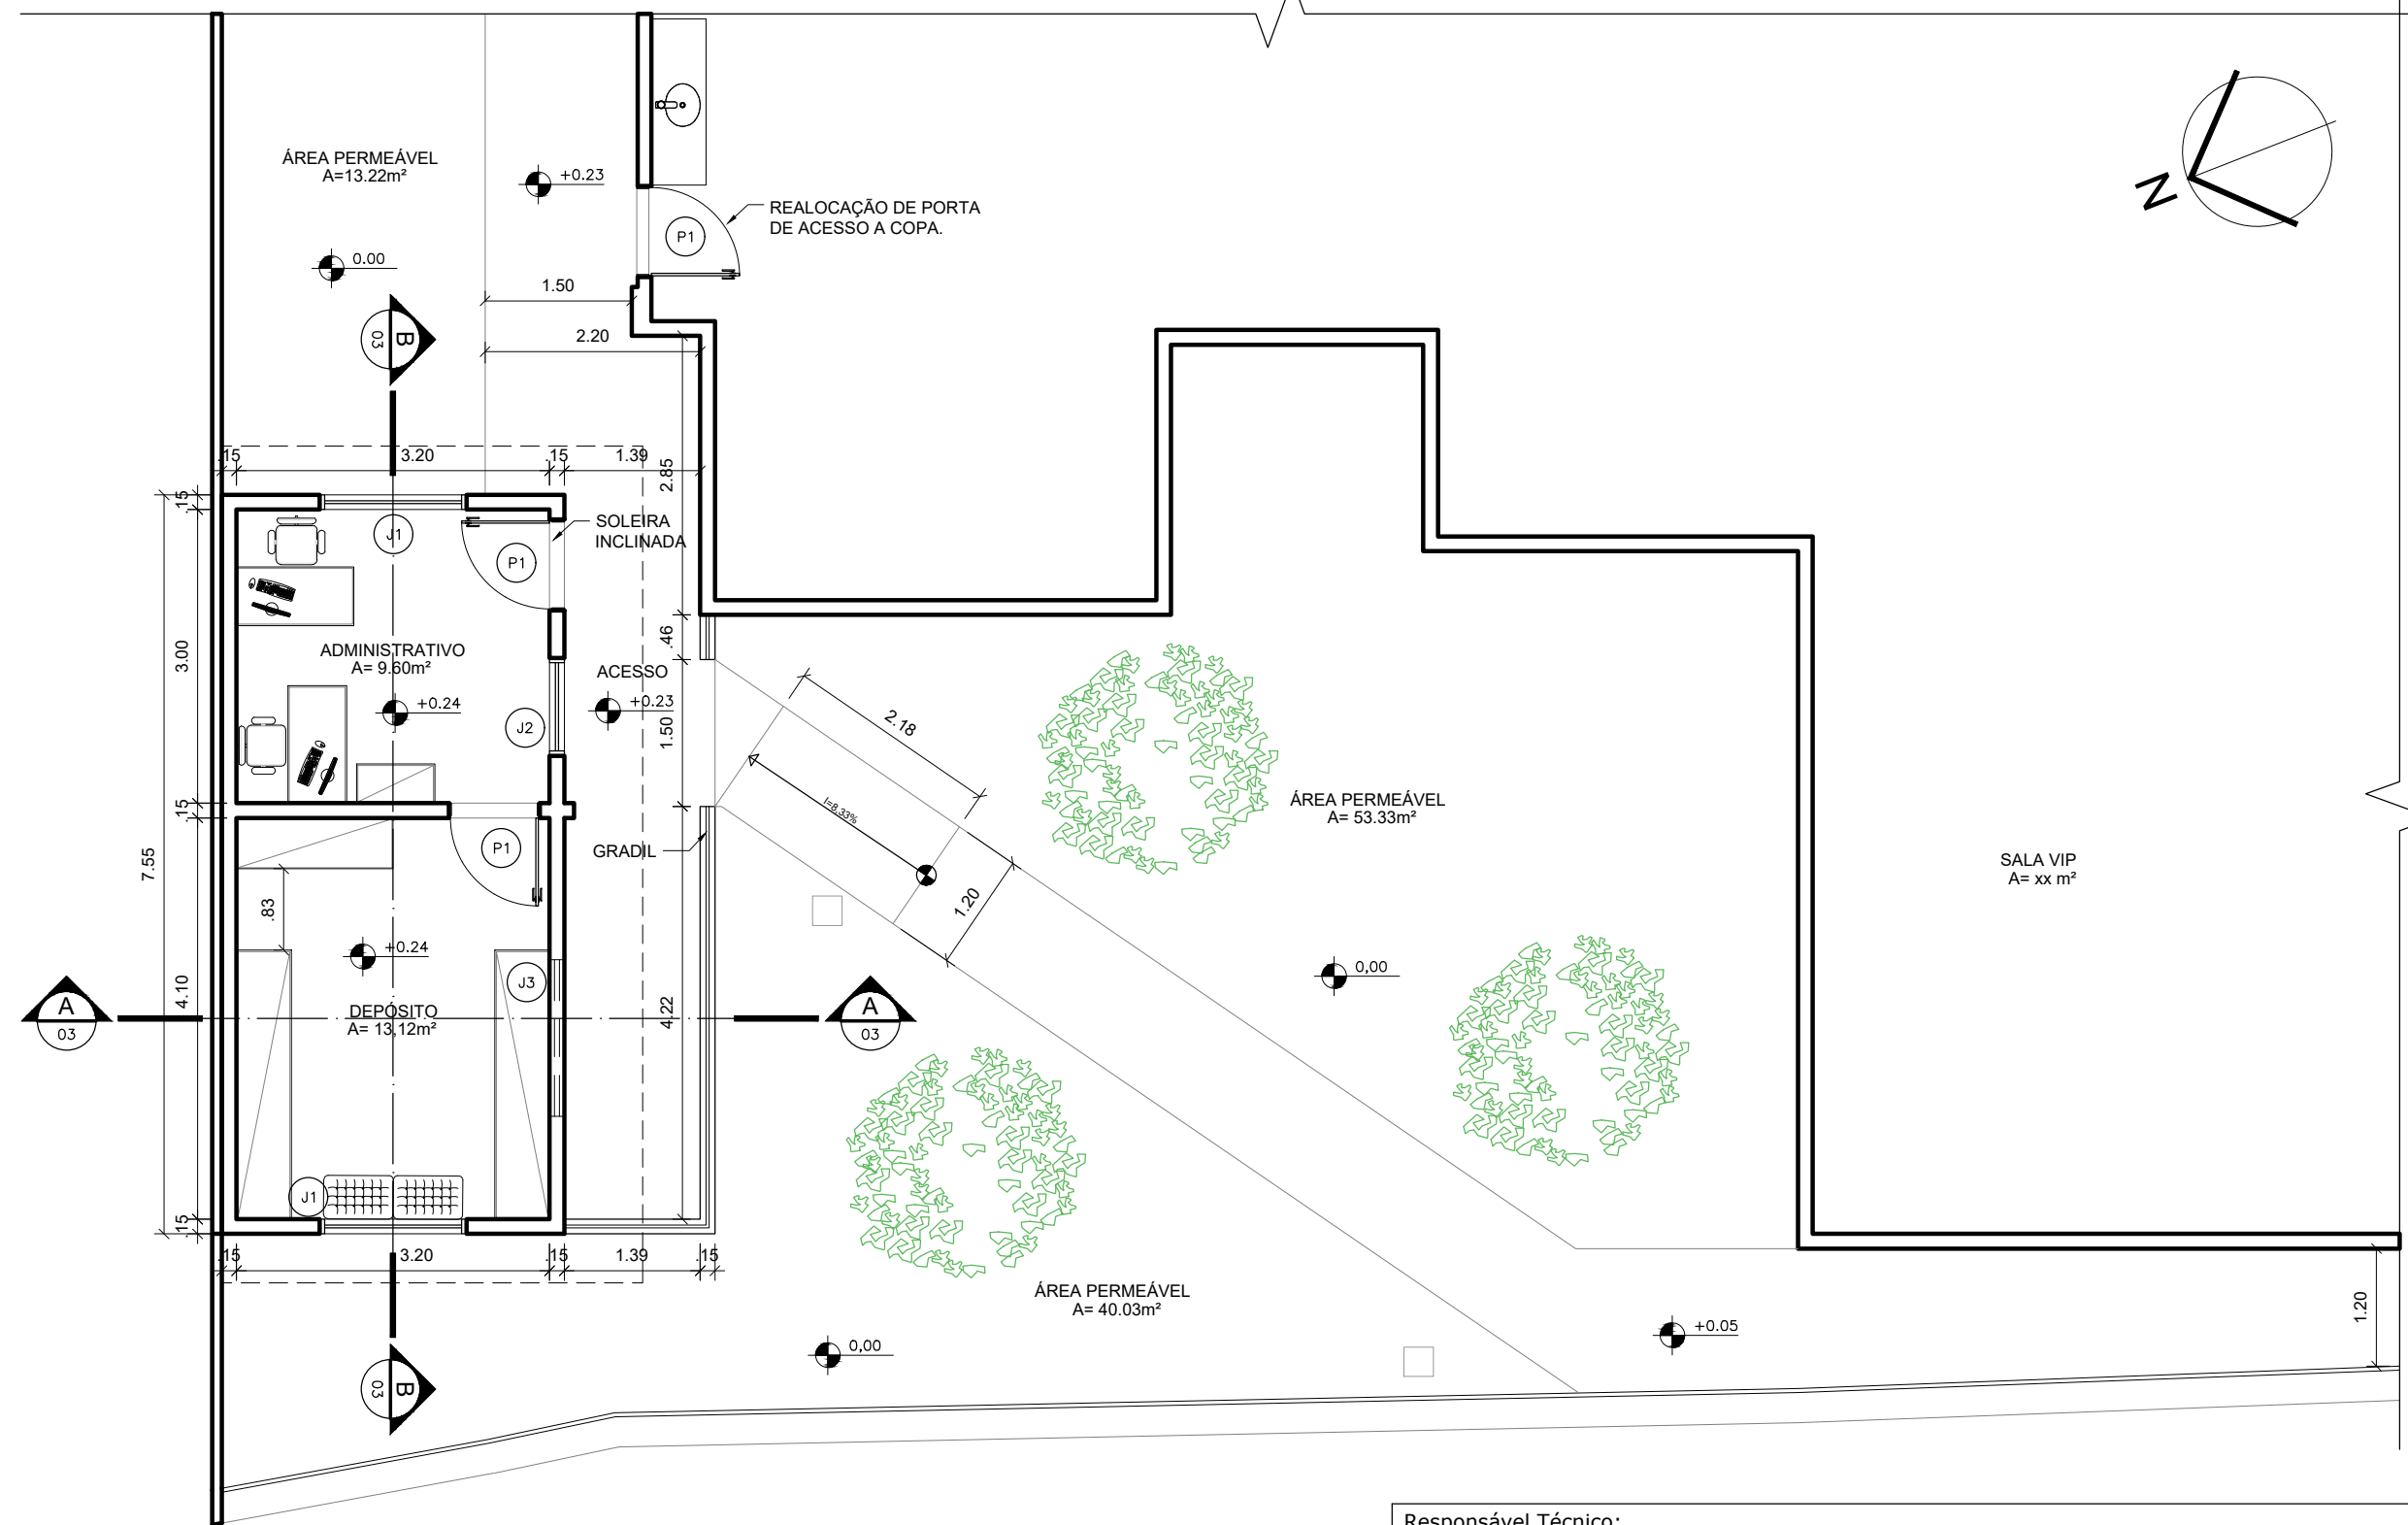 ÁREA PERMEÁVEL
A=13.22m²
+0.23
0.00
P1
REALOCAÇÃO DE PORTA
DE ACESSO A COPA.
N
1.50
2.20
B
03
.15
3.20
.15
1.39
2.85
.15
J1
SOLEIRA
INCLINADA
P1
3.00
ADMINISTRATIVO
A= 9.60m²
.46
ACESSO
+0.24
+0.23
J2
1.50
2.18
I=8.33%
ÁREA PERMEÁVEL
A= 53.33m²
.15
7.55
P1
GRADIL
SALA VIP
A= xx m²
.83
1.20
+0.24
0,00
4.10
J3
4.22
A
03
DEPÓSITO
A= 13,12m²
A
03
J1
.15
.15
3.20
.15
1.39
.15
ÁREA PERMEÁVEL
A= 40.03m²
1.20
0,00
+0.05
B
03
Responsável Técnico: